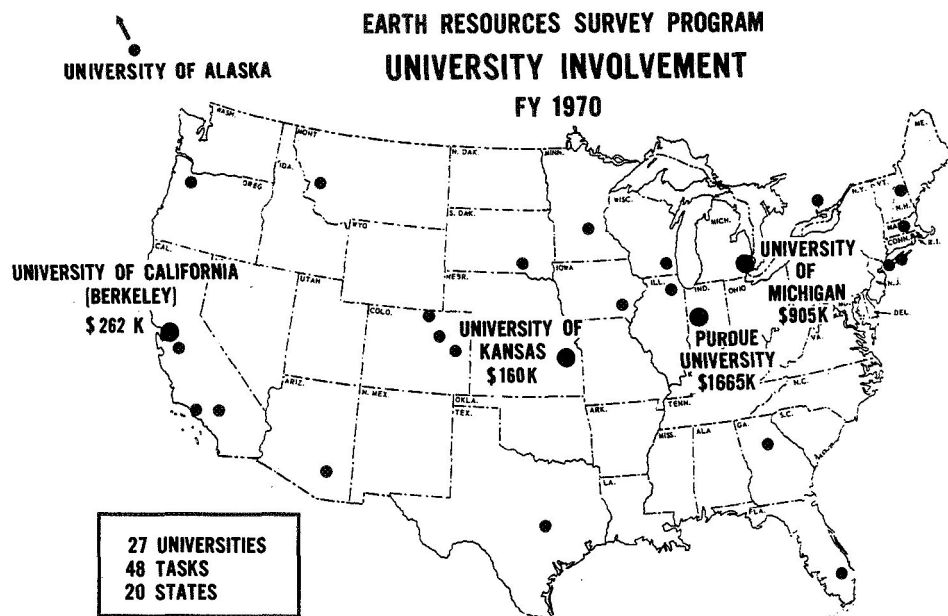 EARTH RESOURCES SURVEY PROGRAM
UNIVERSITY INVOLVEMENT
FY 1970
UNIVERSITY OF ALASKA
WASH.
MONT
N. DAK.
MINN.
ME.
IDA.
OREG
N.Y.
VT.
N.H.
WISC.
MICH.
S. DAK.
WYO
MASS
CONN.
R.I.
CAL.
IOWA
NEBR.
UNIVERSITY OF CALIFORNIA
(BERKELEY)
$ 262 K
UTAH
ILL.
IND.
OHIO
UNIVERSITY
OF
MICHIGAN
$905K
N.J.
DEL.
COLO.
UNIVERSITY OF
KANSAS
$160K
PURDUE
UNIVERSITY
$1665K
VA.
ARIZ.
N. MEX.
OKLA.
TEX.
ARK.
TENN.
N.C.
MISS.
ALA
GA.
S.C.
LA.
FLA.
27 UNIVERSITIES
48 TASKS
20 STATES